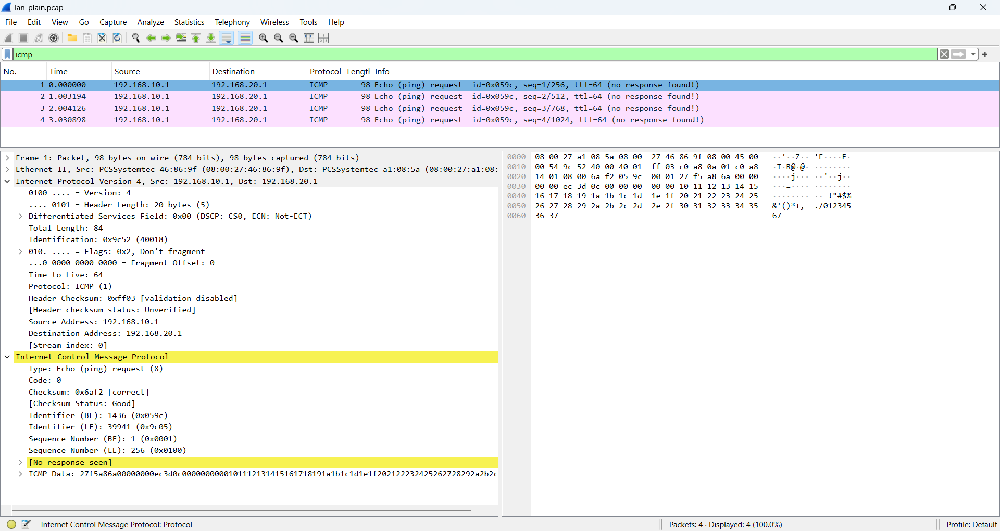 lan_plain.pcap
File Edit View Go Capture Analyze Statistics Telephony Wireless Tools Help
icmp
No. Time Source Destination Protocol Lengtl Info
1 0.000000 192.168.10.1 192.168.20.1 ICMP 98 Echo (ping) request id=0x059c, seq=1/256, ttl=64 (no response found!)
2 1.003194 192.168.10.1 192.168.20.1 ICMP 98 Echo (ping) request id=0x059c, seq=2/512, ttl=64 (no response found!)
3 2.004126 192.168.10.1 192.168.20.1 ICMP 98 Echo (ping) request id=0x059c, seq=3/768, ttl=64 (no response found!)
4 3.030898 192.168.10.1 192.168.20.1 ICMP 98 Echo (ping) request id=0x059c, seq=4/1024, ttl=64 (no response found!)
Frame 1: Packet, 98 bytes on wire (784 bits), 98 bytes captured (784 bits)
Ethernet II, Src: PCSSystemtec_46:86:9f (08:00:27:46:86:9f), Dst: PCSSystemtec_a1:08:5a (08:00:27:a1:08:
Internet Protocol Version 4, Src: 192.168.10.1, Dst: 192.168.20.1
0100 .... = Version: 4
.... 0101 = Header Length: 20 bytes (5)
Differentiated Services Field: 0x00 (DSCP: CS0, ECN: Not-ECT)
Total Length: 84
Identification: 0x9c52 (40018)
010. .... = Flags: 0x2, Don't fragment
...0 0000 0000 0000 = Fragment Offset: 0
Time to Live: 64
Protocol: ICMP (1)
Header Checksum: 0xff03 [validation disabled]
[Header checksum status: Unverified]
Source Address: 192.168.10.1
Destination Address: 192.168.20.1
[Stream index: 0]
Internet Control Message Protocol
Type: Echo (ping) request (8)
Code: 0
Checksum: 0x6af2 [correct]
[Checksum Status: Good]
Identifier (BE): 1436 (0x059c)
Identifier (LE): 39941 (0x9c05)
Sequence Number (BE): 1 (0x0001)
Sequence Number (LE): 256 (0x0100)
[No response seen]
ICMP Data: 27f5a86a00000000ec3d0c0000000000101112131415161718191a1b1c1d1e1f202122232425262728292a2b2c
0000 08 00 27 a1 08 5a 08 00 27 46 86 9f 08 00 45 00 ··'··Z·· 'F····E·
0010 00 54 9c 52 40 00 40 01 ff 03 c0 a8 0a 01 c0 a8 ·T·R@·@· ········
0020 14 01 08 00 6a f2 05 9c 00 01 27 f5 a8 6a 00 00 ····j··· ··'··j··
0030 00 00 ec 3d 0c 00 00 00 00 00 10 11 12 13 14 15 ···=···· ········
0040 16 17 18 19 1a 1b 1c 1d 1e 1f 20 21 22 23 24 25 ········ ·· !"#$%
0050 26 27 28 29 2a 2b 2c 2d 2e 2f 30 31 32 33 34 35 &'()*+,- ./012345
0060 36 37 67
Internet Control Message Protocol: Protocol
Packets: 4 · Displayed: 4 (100.0%)
Profile: Default